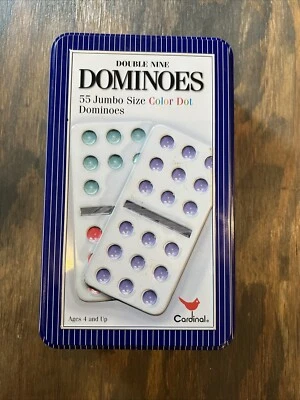 DOUBLE NINE
DOMINOES
55 Jumbo Size Color Dot
Dominoes
Ages 4 and Up
Cardinal®